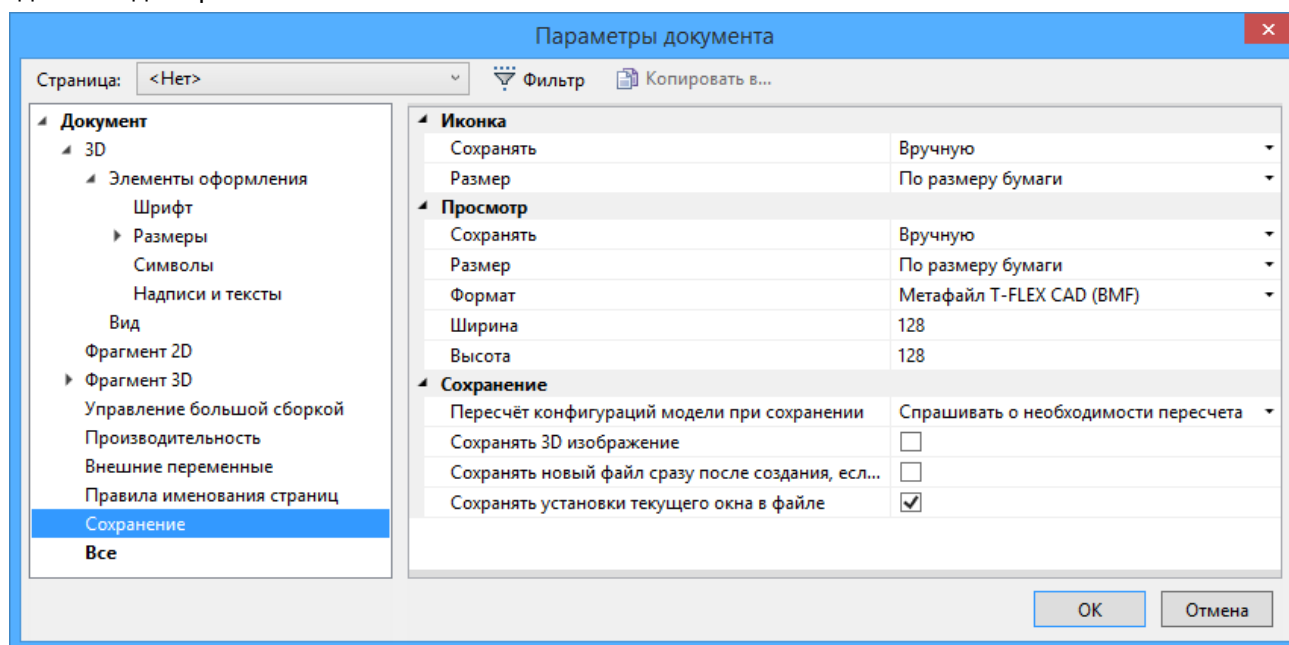 Параметры документа
Страница: <Нет> Фильтр Копировать в...
Документ
3D
Элементы оформления
Шрифт
Размеры
Символы
Надписи и тексты
Вид
Фрагмент 2D
Фрагмент 3D
Управление большой сборкой
Производительность
Внешние переменные
Правила именования страниц
Сохранение
Все
Иконка
Сохранять Вручную
Размер По размеру бумаги
Просмотр
Сохранять Вручную
Размер По размеру бумаги
Формат Метафайл T-FLEX CAD (BMF)
Ширина 128
Высота 128
Сохранение
Пересчёт конфигураций модели при сохранении Спрашивать о необходимости пересчета
Сохранять 3D изображение
Сохранять новый файл сразу после создания, есл...
Сохранять установки текущего окна в файле
ОК Отмена